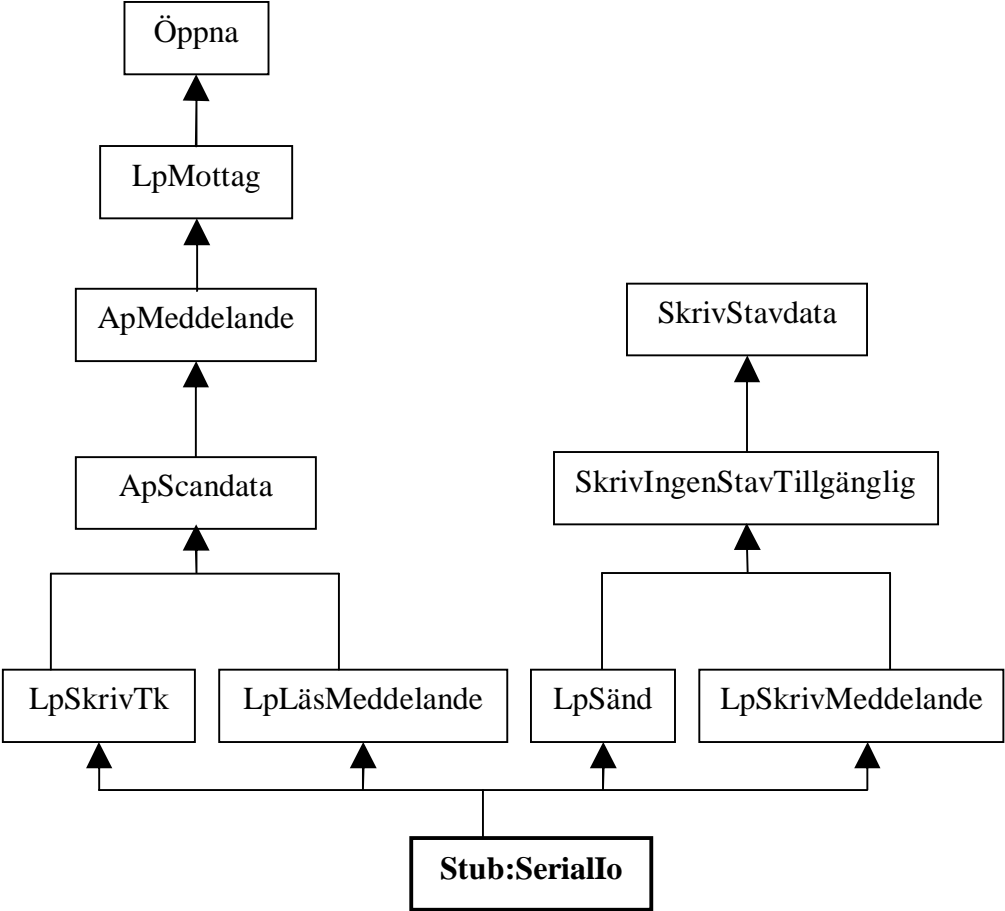 Öppna
LpMottag
ApMeddelande
SkrivStavdata
ApScandata
SkrivIngenStavTillgänglig
LpSkrivTk
LpLäsMeddelande
LpSänd
LpSkrivMeddelande
Stub:SerialIo